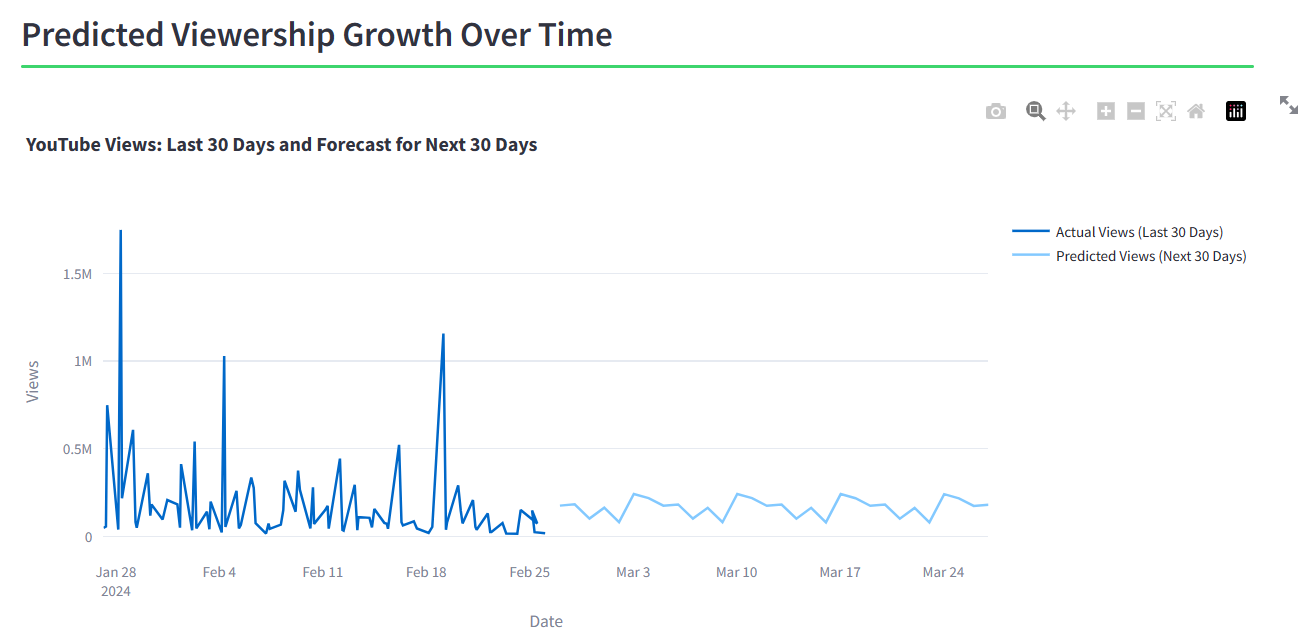 Predicted Viewership Growth Over Time
YouTube Views: Last 30 Days and Forecast for Next 30 Days
Actual Views (Last 30 Days)
Predicted Views (Next 30 Days)
1.5M
1M
0.5M
0
Views
Jan 28
2024
Feb 4
Feb 11
Feb 18
Feb 25
Mar 3
Mar 10
Mar 17
Mar 24
Date